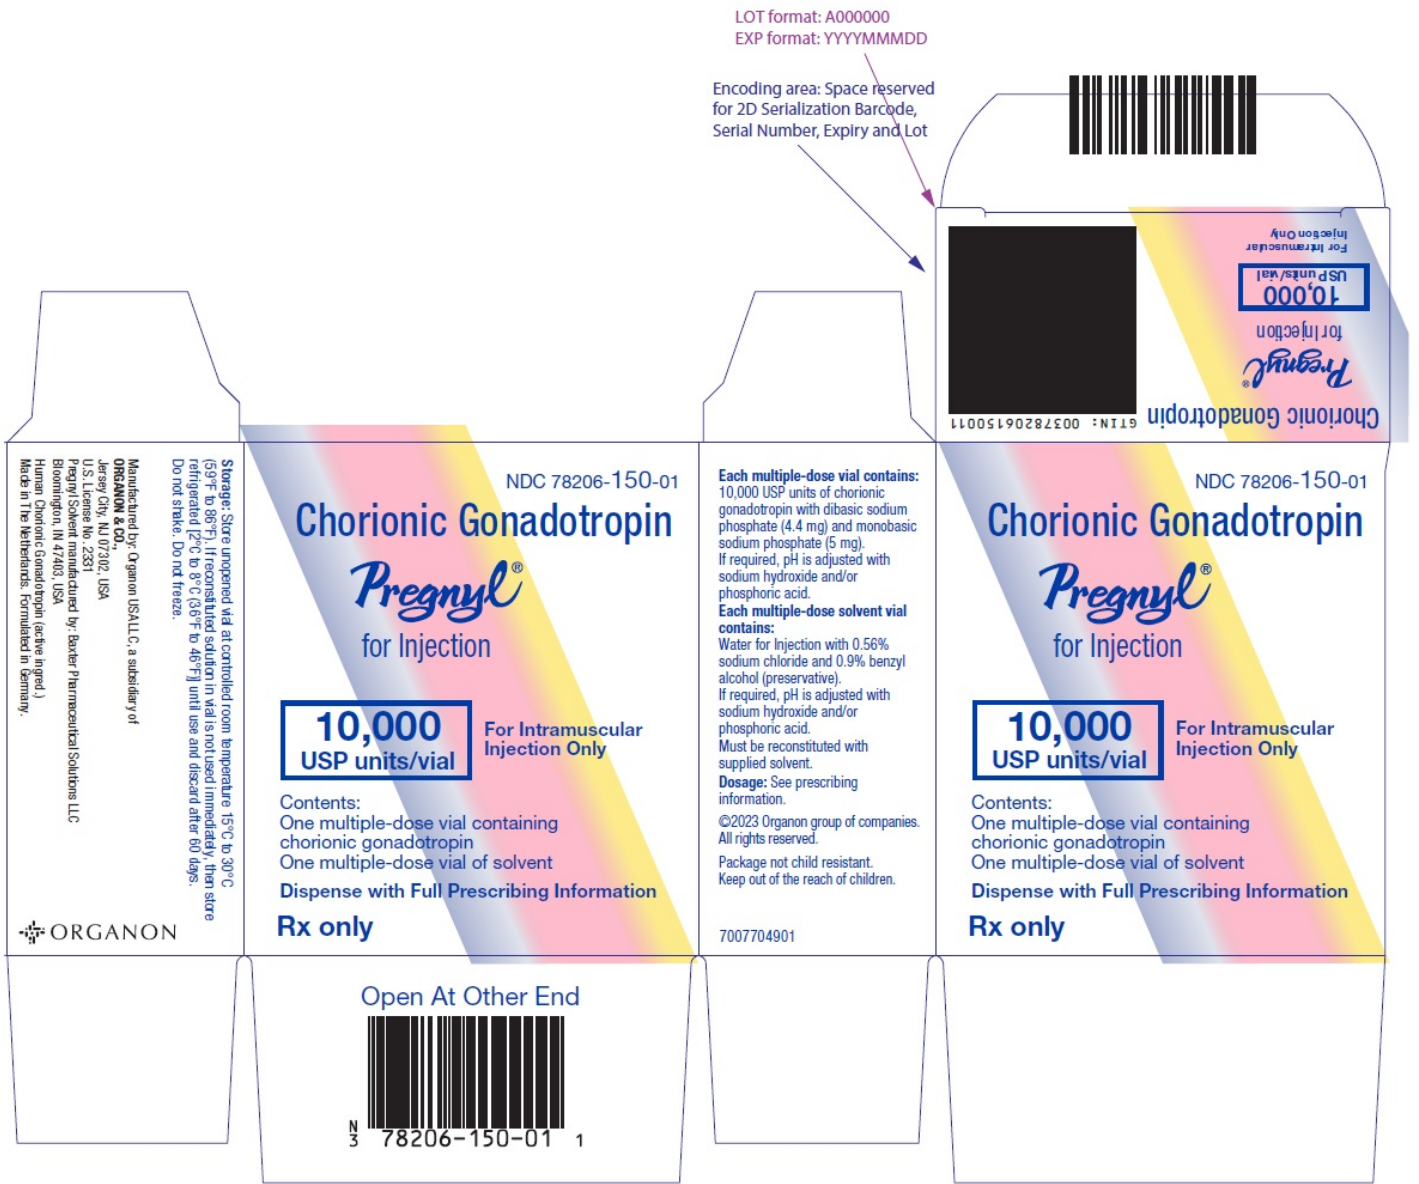 LOT format: A000000
EXP format: YYYYMMMDD
Encoding area: Space reserved
for 2D Serialization Barcode,
Serial Number, Expiry and Lot
Chorionic Gonadotropin
Pregnyl®
for Injection
10,000
USP units/vial
For Intramuscular
Injection Only
GTIN: 00378206150011
Storage: Store unopened vial at controlled room temperature 15°C to 30°C
(59°F to 86°F). If reconstituted solution in vial is not used immediately, then store
refrigerated [2°C to 8°C (36°F to 46°F)] until use and discard after 60 days.
Do not shake. Do not freeze.
Manufactured by: Organon USA LLC, a subsidiary of
ORGANON & CO.,
Jersey City, NJ 07302, USA
U.S. License No. 2331
Pregnyl Solvent manufactured by: Baxter Pharmaceutical Solutions LLC
Bloomington, IN 47403, USA
Human Chorionic Gonadotropin (active ingred.)
Made in The Netherlands. Formulated in Germany.
ORGANON
NDC 78206-150-01
Chorionic Gonadotropin
Pregnyl®
for Injection
10,000
USP units/vial
For Intramuscular
Injection Only
Contents:
One multiple-dose vial containing
chorionic gonadotropin
One multiple-dose vial of solvent
Dispense with Full Prescribing Information
Rx only
Each multiple-dose vial contains:
10,000 USP units of chorionic
gonadotropin with dibasic sodium
phosphate (4.4 mg) and monobasic
sodium phosphate (5 mg).
If required, pH is adjusted with
sodium hydroxide and/or
phosphoric acid.
Each multiple-dose solvent vial
contains:
Water for Injection with 0.56%
sodium chloride and 0.9% benzyl
alcohol (preservative).
If required, pH is adjusted with
sodium hydroxide and/or
phosphoric acid.
Must be reconstituted with
supplied solvent.
Dosage: See prescribing
information.
©2023 Organon group of companies.
All rights reserved.
Package not child resistant.
Keep out of the reach of children.
7007704901
NDC 78206-150-01
Chorionic Gonadotropin
Pregnyl®
for Injection
10,000
USP units/vial
For Intramuscular
Injection Only
Contents:
One multiple-dose vial containing
chorionic gonadotropin
One multiple-dose vial of solvent
Dispense with Full Prescribing Information
Rx only
Open At Other End
N
3 78206-150-01 1